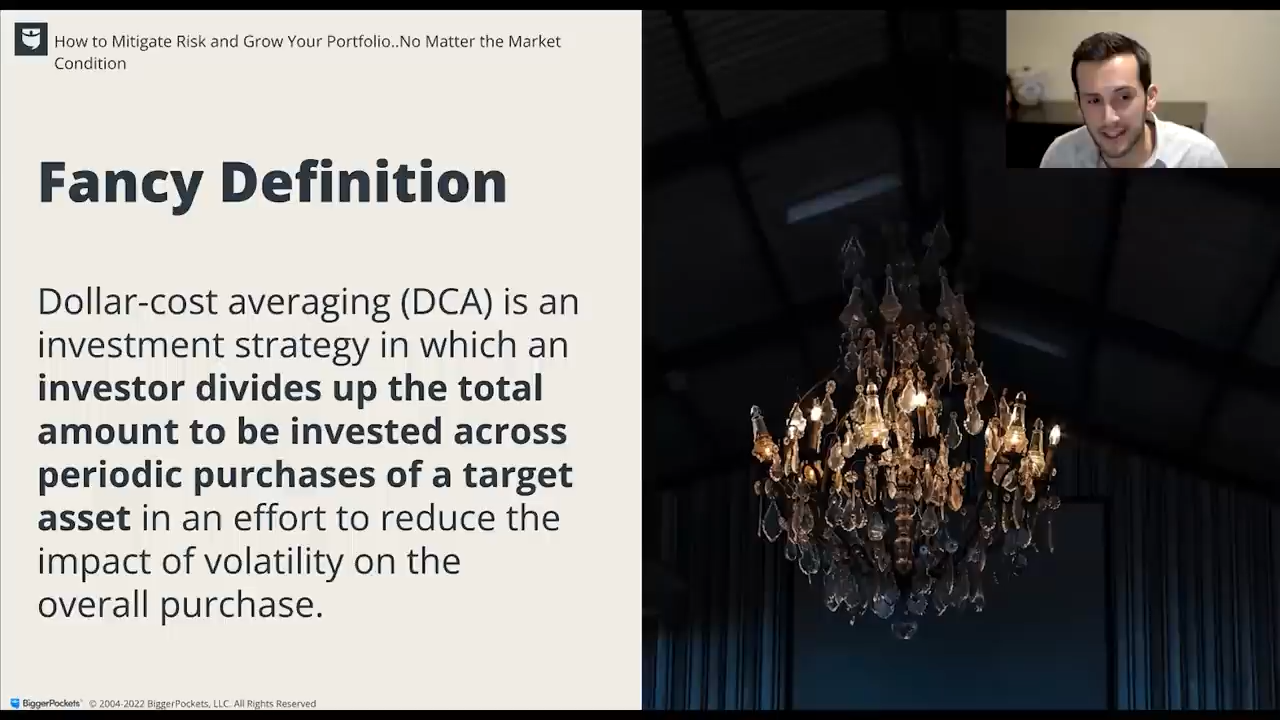 How to Mitigate Risk and Grow Your Portfolio..No Matter the Market
Condition
Fancy Definition
Dollar-cost averaging (DCA) is an
investment strategy in which an
investor divides up the total
amount to be invested across
periodic purchases of a target
asset in an effort to reduce the
impact of volatility on the
overall purchase.
BiggerPockets © 2004-2022 BiggerPockets, LLC. All Rights Reserved